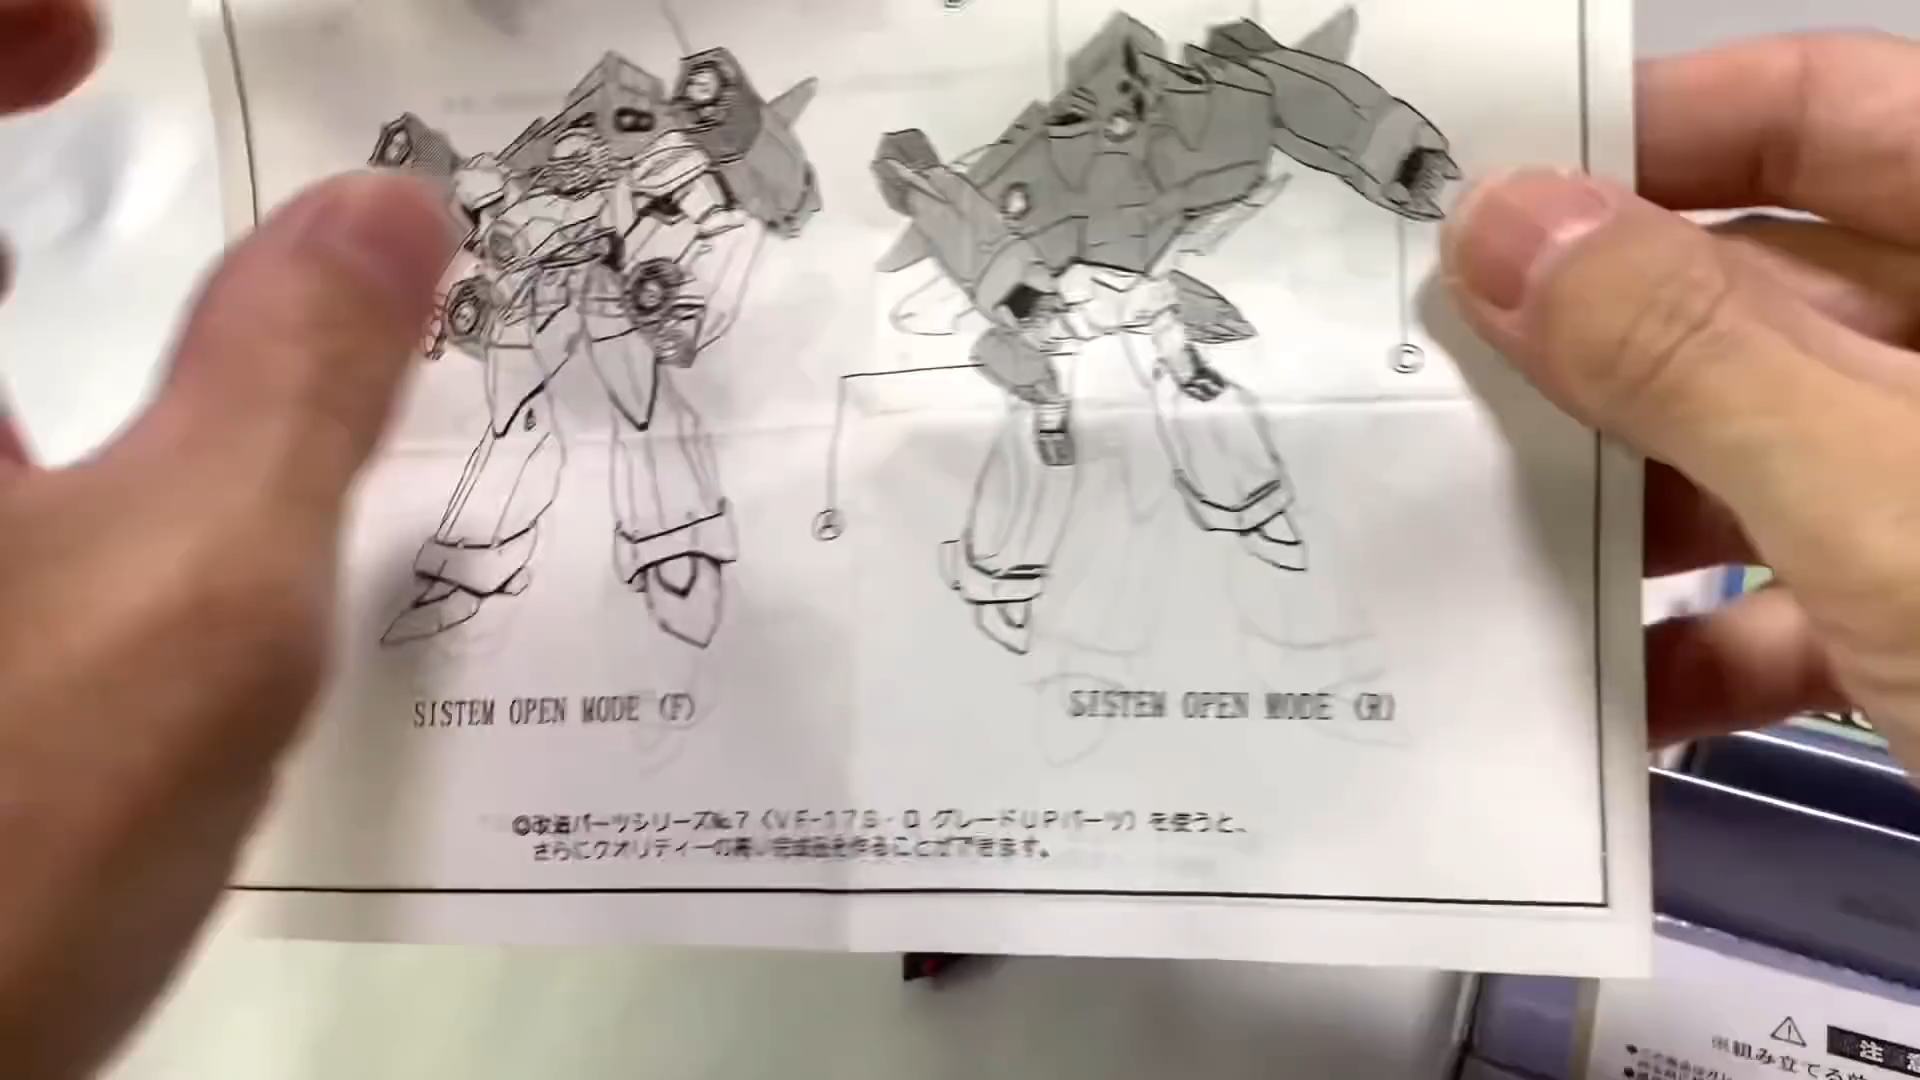 Ⓒ
Ⓐ
SISTEM OPEN MODE (F)
SISTEM OPEN MODE (R)
◎改造パーツシリーズ№7〈VF-17S・D グレードUPパーツ〉を使うと、
さらにクオリティーの高い完成品を作ることができます。
※組み立てる
注